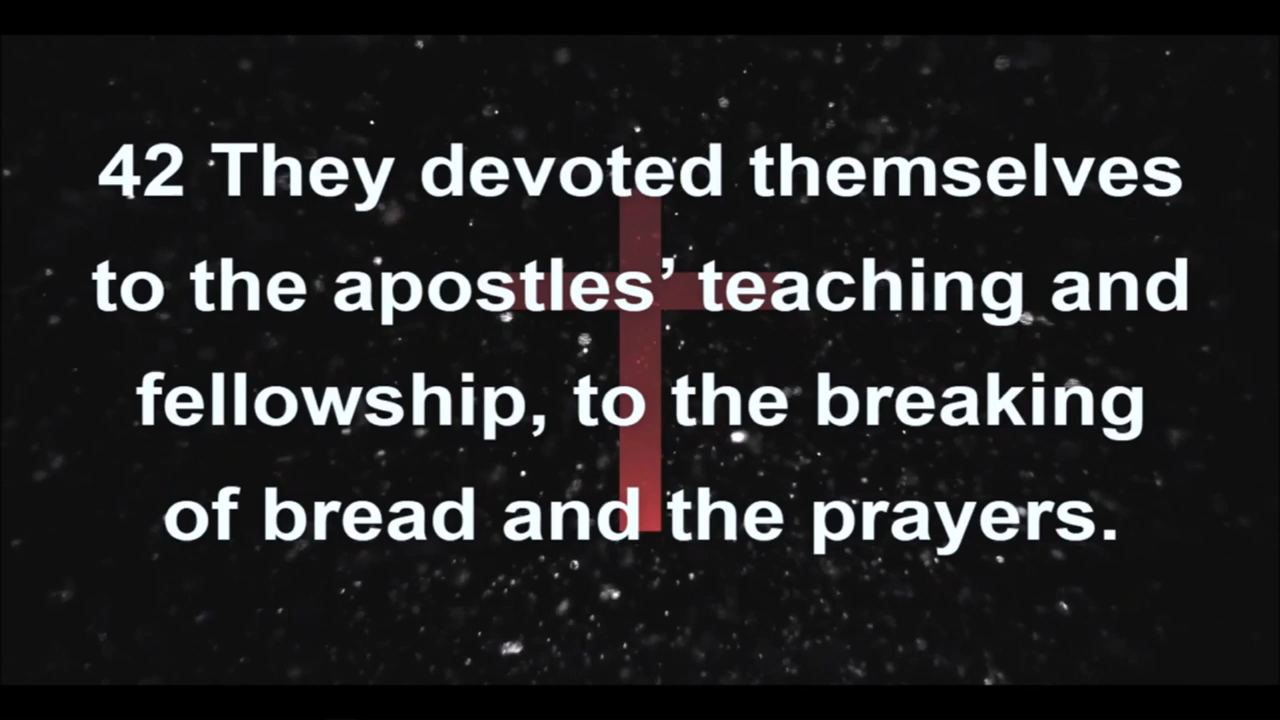 42 They devoted themselves
to the apostles’ teaching and
fellowship, to the breaking
of bread and the prayers.